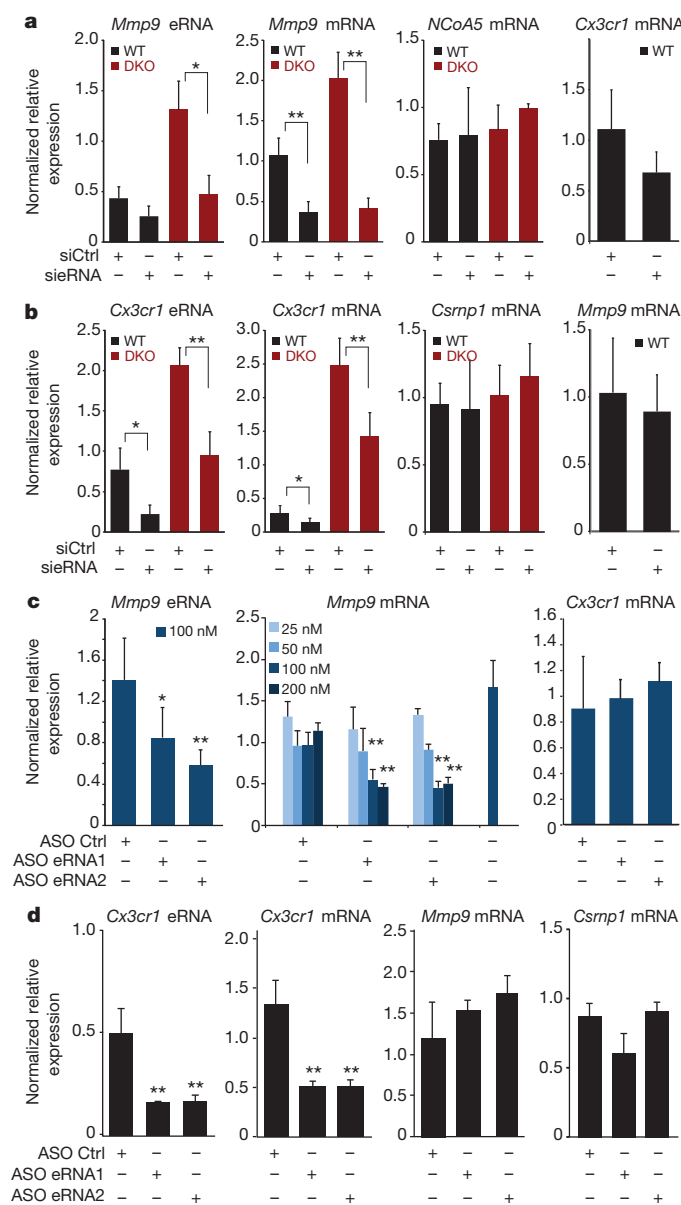 a
Mmp9 eRNA
Mmp9 mRNA
NCoA5 mRNA
Cx3cr1 mRNA
Normalized relative
expression
WT
DKO
WT
DKO
WT
DKO
WT
2.0
1.5
1.0
0.5
0
2.5
2.0
1.5
1.0
0.5
0
1.5
1.0
0.5
0
2.0
1.5
1.0
0.5
0
*
**
**
siCtrl + – + – + – + – + – + – + –
sieRNA – + – + – + – + – + – + – +
b
Cx3cr1 eRNA
Cx3cr1 mRNA
Csrnp1 mRNA
Mmp9 mRNA
Normalized relative
expression
WT
DKO
WT
DKO
WT
DKO
WT
2.5
2.0
1.5
1.0
0.5
0
3.0
2.5
2.0
1.5
1.0
0.5
0.0
1.5
1.0
0.5
0
1.5
1.0
0.5
0
*
**
*
**
siCtrl + – + – + – + – + – + – + –
sieRNA – + – + – + – + – + – + – +
c
Mmp9 eRNA
Mmp9 mRNA
Cx3cr1 mRNA
Normalized relative
expression
100 nM
25 nM
50 nM
100 nM
200 nM
2
1.8
1.4
1.0
0.6
0.2
0
2.5
2.0
1.5
1.0
0.5
0
1.6
1.4
1.2
1
0.8
0.6
0.4
0.2
0
*
**
**
**
**
**
ASO Ctrl + – – + – – – + – –
ASO eRNA1 – + – – + – – – + –
ASO eRNA2 – – + – – + – – – +
d
Cx3cr1 eRNA
Cx3cr1 mRNA
Mmp9 mRNA
Csrnp1 mRNA
Normalized relative
expression
1.0
0.5
0
2.0
1.5
1.0
0.5
0
2.5
2.0
1.5
1.0
0.5
0
1.5
1.0
0.5
0
**
**
**
**
ASO Ctrl + – – + – – + – – + – –
ASO eRNA1 – + – – + – – + – – + –
ASO eRNA2 – – + – – + – – + – – +